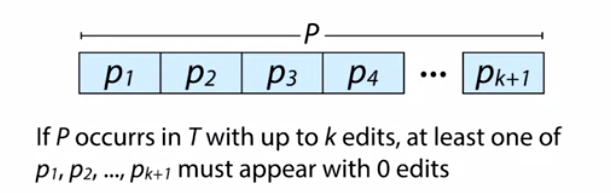 P
p1 p2 p3 p4 ... pk+1
If P occurrs in T with up to k edits, at least one of
p1, p2, ..., pk+1 must appear with 0 edits